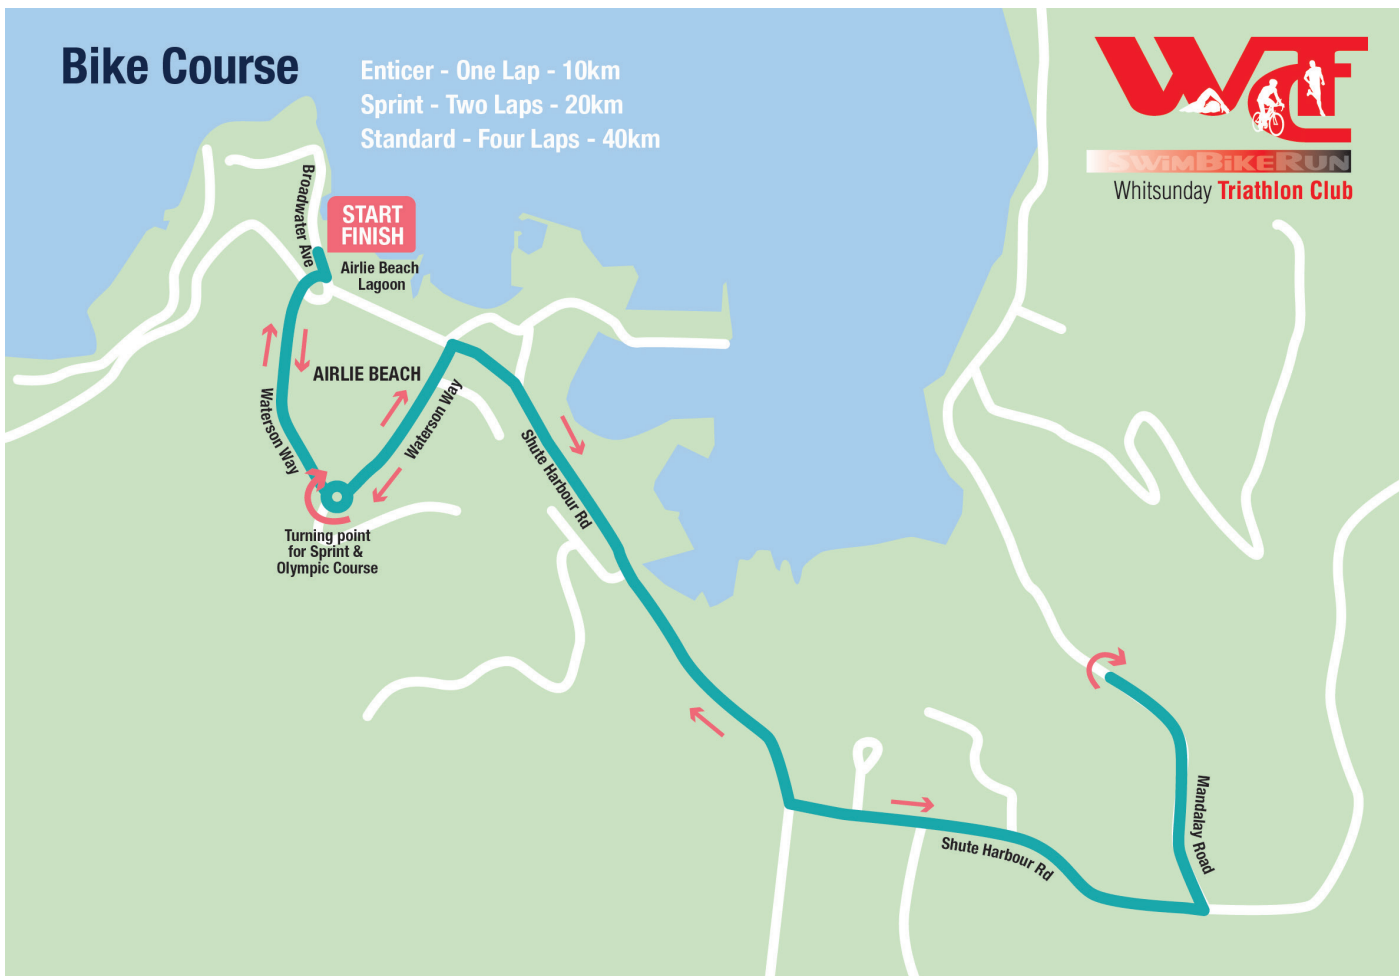 Bike Course
Enticer - One Lap - 10km
Sprint - Two Laps - 20km
Standard - Four Laps - 40km
WTC
SWIMBIKERUN
Whitsunday Triathlon Club
Broadwater Ave
START
FINISH
Airlie Beach
Lagoon
AIRLIE BEACH
Waterson Way
Waterson Way
Shute Harbour Rd
Turning point
for Sprint &
Olympic Course
Mandalay Road
Shute Harbour Rd